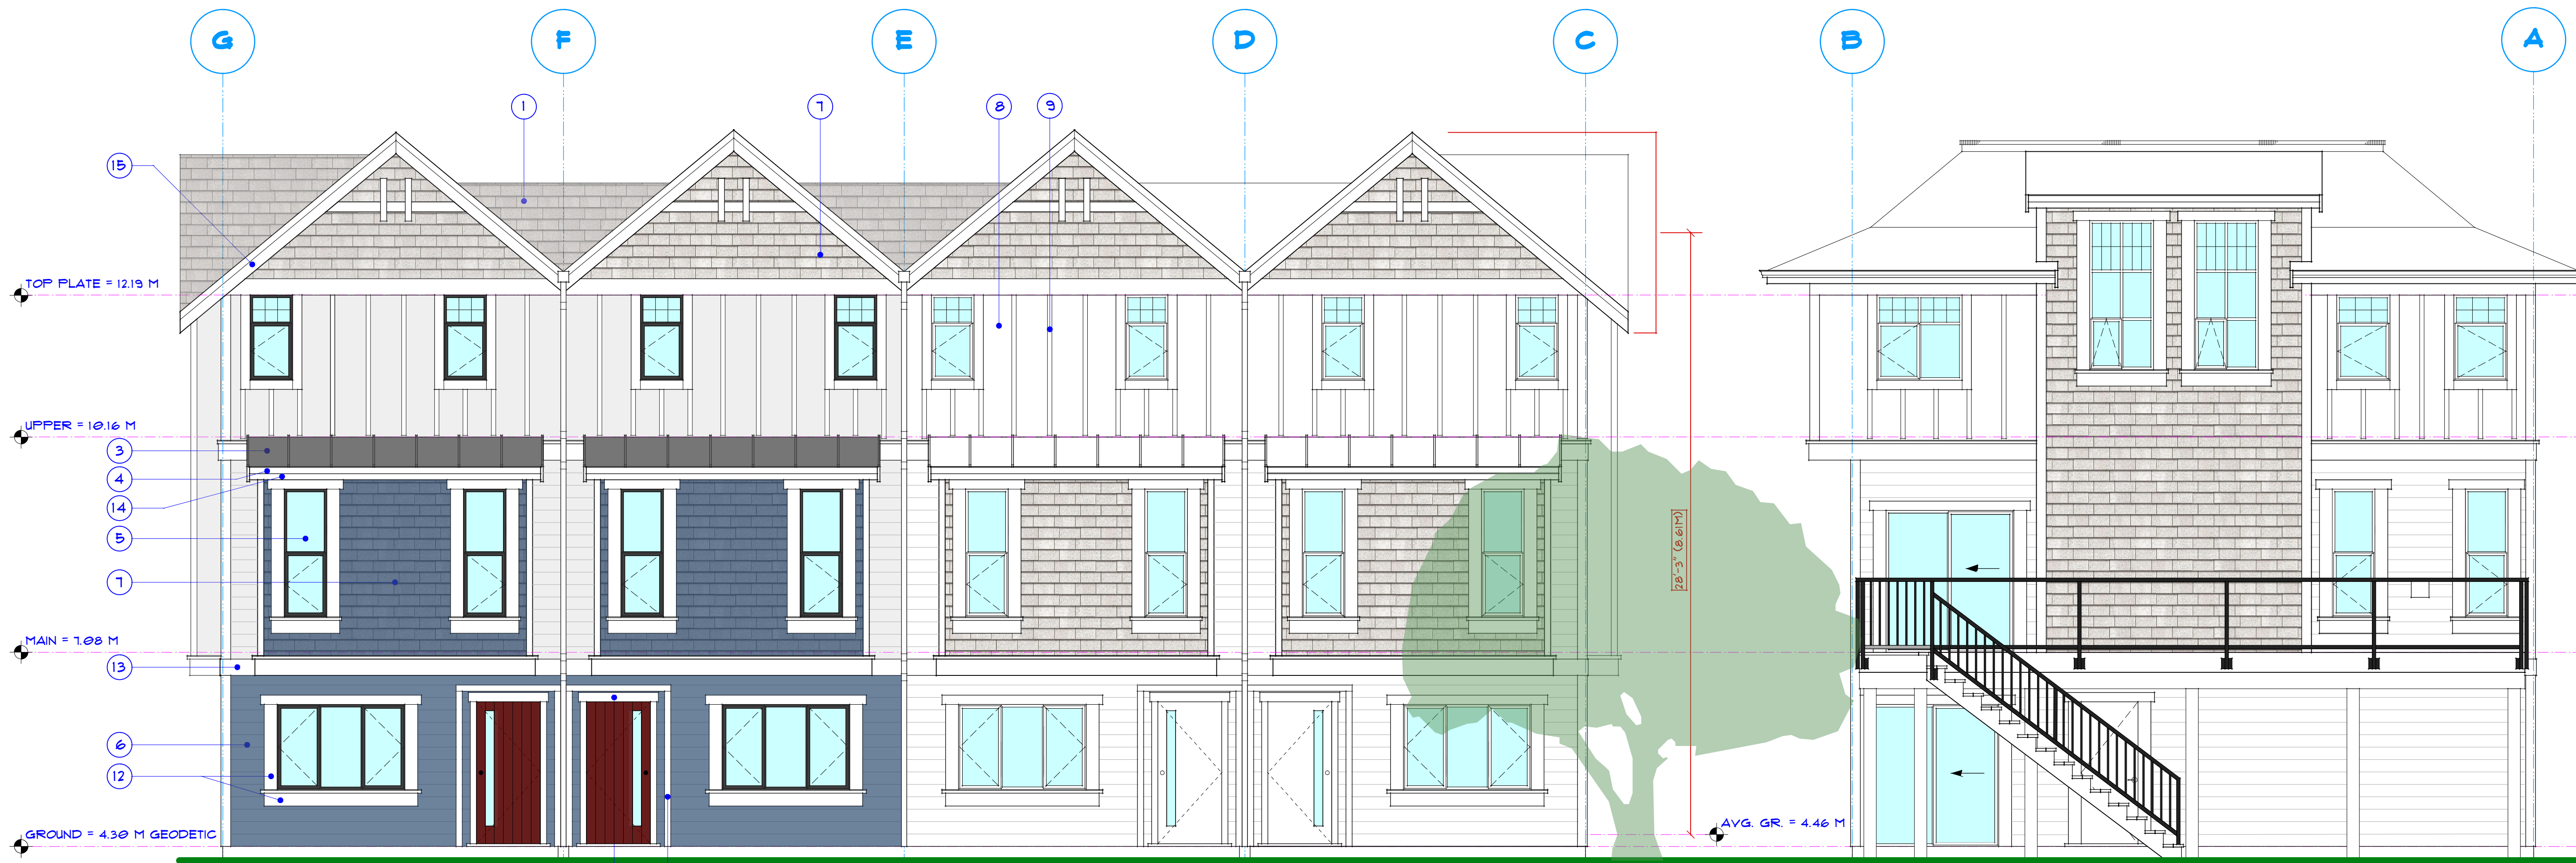 G
F
E
D
C
B
A
1
7
8
9
15
TOP PLATE = 12.19 M
UPPER = 10.16 M
3
4
14
5
7
28'-3" (8.61M)
MAIN = 7.08 M
13
6
12
GROUND = 4.30 M GEODETIC
AVG. GR. = 4.46 M